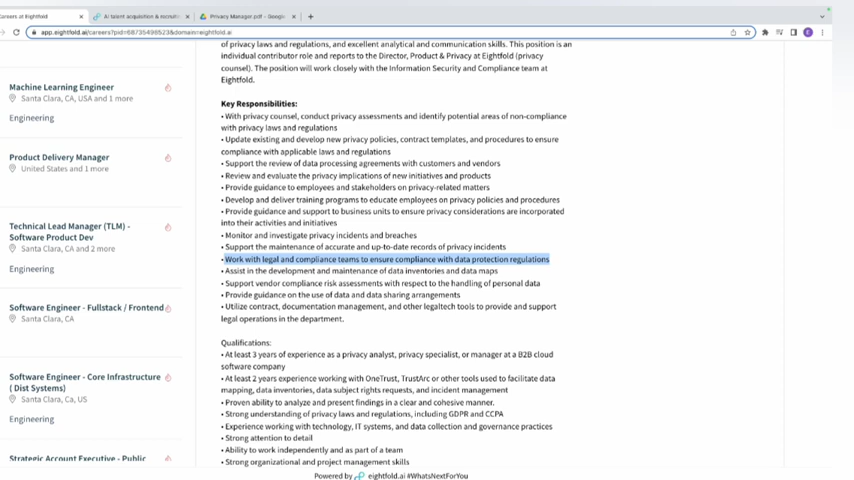 Careers at Eightfold
AI talent acquisition & recruitm
Privacy Manager.pdf - Google
app.eightfold.ai/careers?pid=68735496523&domain=eightfold.ai
Machine Learning Engineer
Santa Clara, CA, USA and 1 more
Engineering
Product Delivery Manager
United States and 1 more
Technical Lead Manager (TLM) -
Software Product Dev
Santa Clara, CA and 2 more
Engineering
Software Engineer - Fullstack / Frontend
Santa Clara, CA
Software Engineer - Core Infrastructure
( Dist Systems)
Santa Clara, Ca, US
Engineering
Strategic Account Executive - Public
of privacy laws and regulations, and excellent analytical and communication skills. This position is an
individual contributor role and reports to the Director, Product & Privacy at Eightfold (privacy
counsel). The position will work closely with the Information Security and Compliance team at
Eightfold.
Key Responsibilities:
• With privacy counsel, conduct privacy assessments and identify potential areas of non-compliance
with privacy laws and regulations
• Update existing and develop new privacy policies, contract templates, and procedures to ensure
compliance with applicable laws and regulations
• Support the review of data processing agreements with customers and vendors
• Review and evaluate the privacy implications of new initiatives and products
• Provide guidance to employees and stakeholders on privacy-related matters
• Develop and deliver training programs to educate employees on privacy policies and procedures
• Provide guidance and support to business units to ensure privacy considerations are incorporated
into their activities and initiatives
• Monitor and investigate privacy incidents and breaches
• Support the maintenance of accurate and up-to-date records of privacy incidents
• Work with legal and compliance teams to ensure compliance with data protection regulations
• Assist in the development and maintenance of data inventories and data maps
• Support vendor compliance risk assessments with respect to the handling of personal data
• Provide guidance on the use of data and data sharing arrangements
• Utilize contract, documentation management, and other legaltech tools to provide and support
legal operations in the department.
Qualifications:
• At least 3 years of experience as a privacy analyst, privacy specialist, or manager at a B2B cloud
software company
• At least 2 years experience working with OneTrust, TrustArc or other tools used to facilitate data
mapping, data inventories, data subject rights requests, and incident management
• Proven ability to analyze and present findings in a clear and cohesive manner.
• Strong understanding of privacy laws and regulations, including GDPR and CCPA
• Experience working with technology, IT systems, and data collection and governance practices
• Strong attention to detail
• Ability to work independently and as part of a team
• Strong organizational and project management skills
Powered by eightfold.ai #WhatsNextForYou